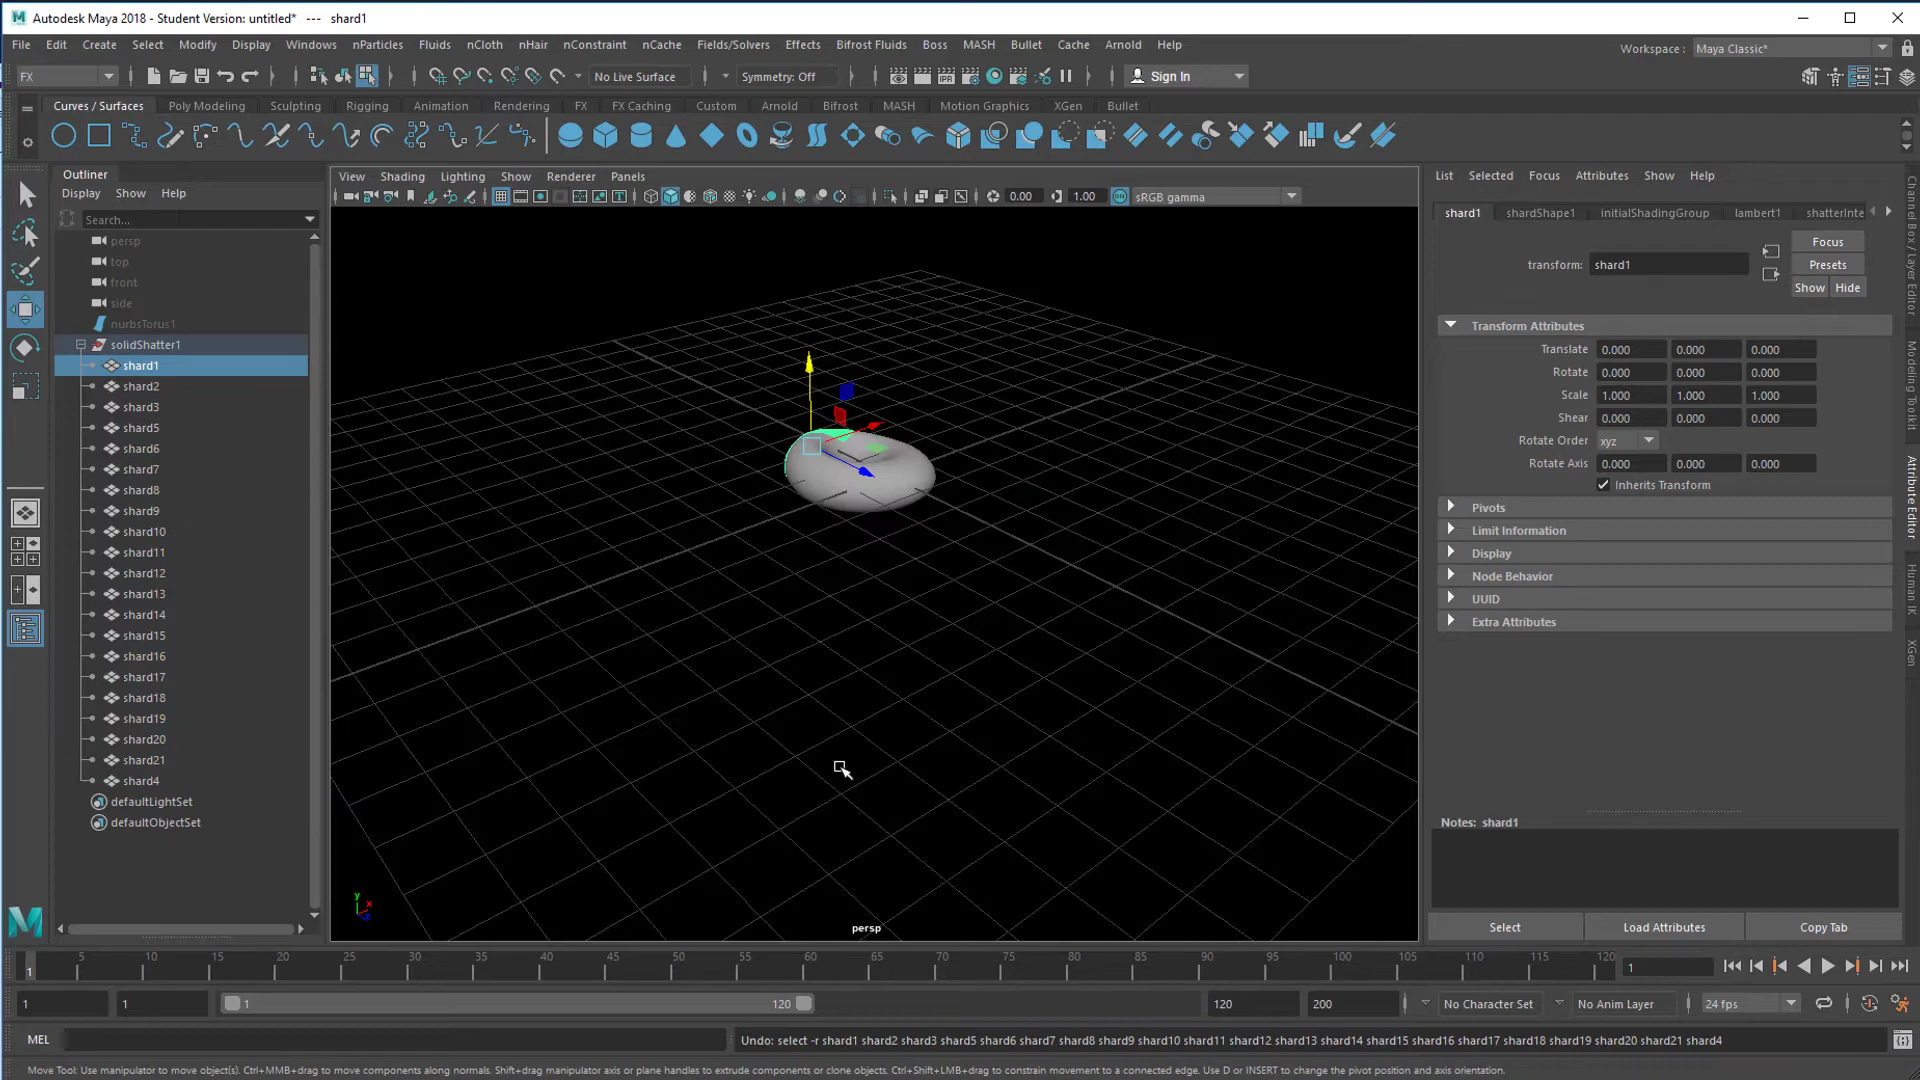 Autodesk Maya 2018 - Student Version: untitled* --- shard1
File Edit Create Select Modify Display Windows nParticles Fluids nCloth nHair nConstraint nCache Fields/Solvers Effects Bifrost Fluids Boss MASH Bullet Cache Arnold Help
Workspace : Maya Classic*
FX No Live Surface Symmetry: Off IPR Sign In
Curves / Surfaces Poly Modeling Sculpting Rigging Animation Rendering FX FX Caching Custom Arnold Bifrost MASH Motion Graphics XGen Bullet
Outliner
Display Show Help
Search...
persp
top
front
side
nurbsTorus1
solidShatter1
shard1
shard2
shard3
shard5
shard6
shard7
shard8
shard9
shard10
shard11
shard12
shard13
shard14
shard15
shard16
shard17
shard18
shard19
shard20
shard21
shard4
defaultLightSet
defaultObjectSet
View Shading Lighting Show Renderer Panels
0.00 1.00 sRGB gamma
y
x
z
persp
List Selected Focus Attributes Show Help
shard1 shardShape1 initialShadingGroup lambert1 shatterInte
transform: shard1
Focus
Presets
Show Hide
Transform Attributes
Translate 0.000 0.000 0.000
Rotate 0.000 0.000 0.000
Scale 1.000 1.000 1.000
Shear 0.000 0.000 0.000
Rotate Order xyz
Rotate Axis 0.000 0.000 0.000
Inherits Transform
Pivots
Limit Information
Display
Node Behavior
UUID
Extra Attributes
Notes: shard1
Select Load Attributes Copy Tab
Channel Box / Layer Editor
Modeling Toolkit
Attribute Editor
Human IK
XGen
1 5 10 15 20 25 30 35 40 45 50 55 60 65 70 75 80 85 90 95 100 105 110 115 120 1
1 1 1 120 120 200 No Character Set No Anim Layer 24 fps
MEL Undo: select -r shard1 shard2 shard3 shard5 shard6 shard7 shard8 shard9 shard10 shard11 shard12 shard13 shard14 shard15 shard16 shard17 shard18 shard19 shard20 shard21 shard4
Move Tool: Use manipulator to move object(s). Ctrl+MMB+drag to move components along normals. Shift+drag manipulator axis or plane handles to extrude components or clone objects. Ctrl+Shift+LMB+drag to constrain movement to a connected edge. Use D or INSERT to change the pivot position and axis orientation.